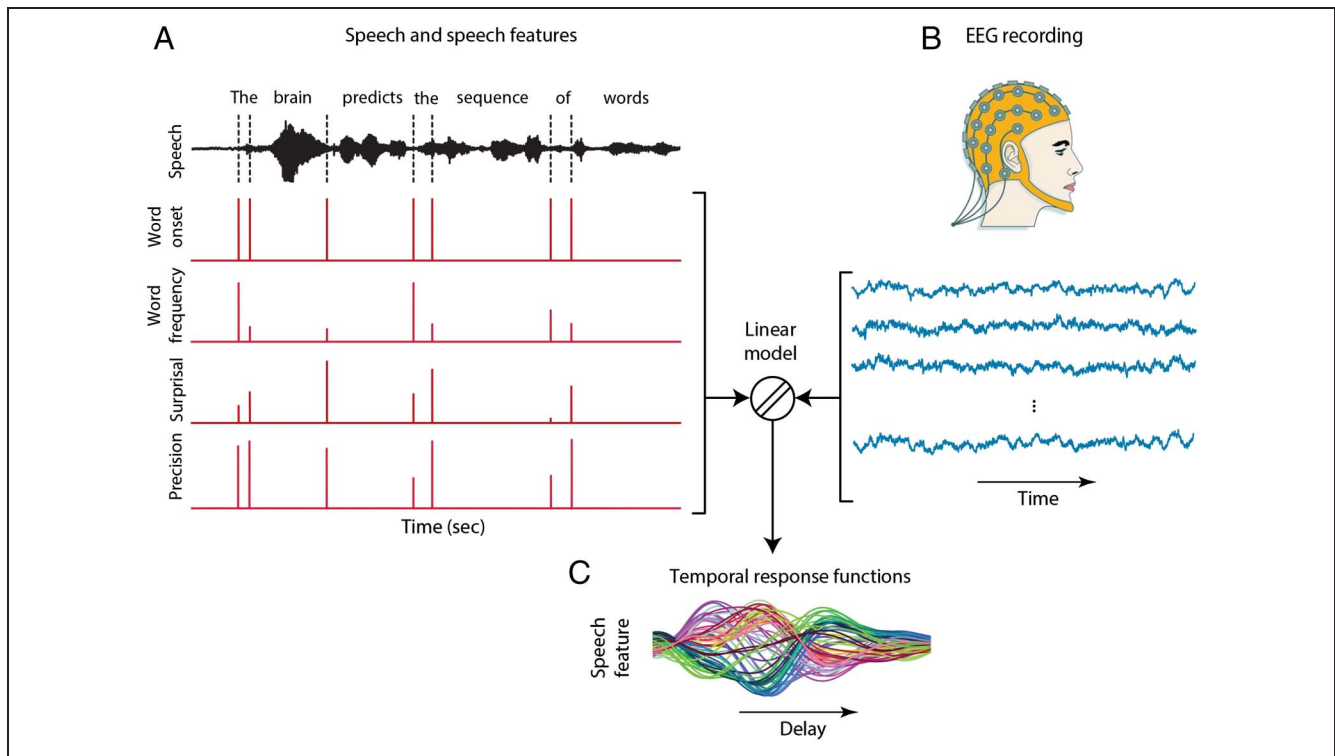 A
Speech and speech features
The brain predicts the sequence of words
Speech
Word
onset
Word
frequency
Surprisal
Precision
Time (sec)
B
EEG recording
Linear
model
⋮
Time
C
Temporal response functions
Speech
feature
Delay